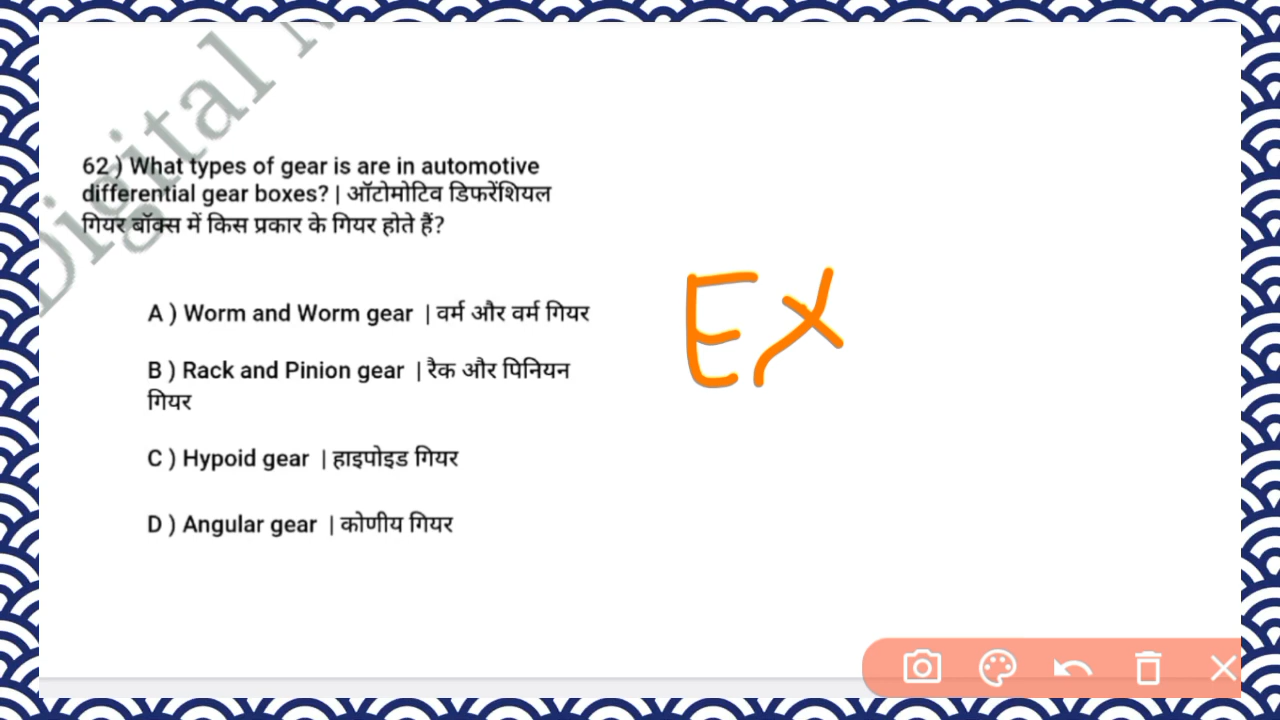 Digital
62 ) What types of gear is are in automotive
differential gear boxes? | ऑटोमोटिव डिफरेंशियल
गियर बॉक्स में किस प्रकार के गियर होते हैं?
A ) Worm and Worm gear | वर्म और वर्म गियर
EX
B ) Rack and Pinion gear | रैक और पिनियन
गियर
C ) Hypoid gear | हाइपोइड गियर
D ) Angular gear | कोणीय गियर